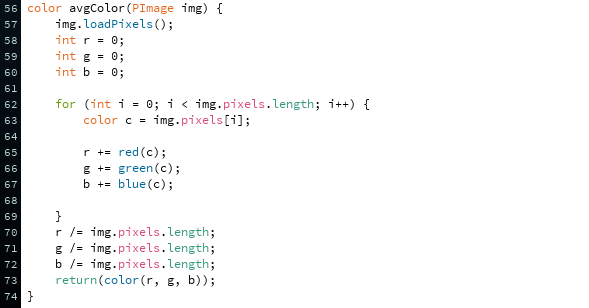 56 color avgColor(PImage img) {
57     img.loadPixels();
58     int r = 0;
59     int g = 0;
60     int b = 0;
61
62     for (int i = 0; i < img.pixels.length; i++) {
63         color c = img.pixels[i];
64
65         r += red(c);
66         g += green(c);
67         b += blue(c);
68
69     }
70     r /= img.pixels.length;
71     g /= img.pixels.length;
72     b /= img.pixels.length;
73     return(color(r, g, b));
74 }